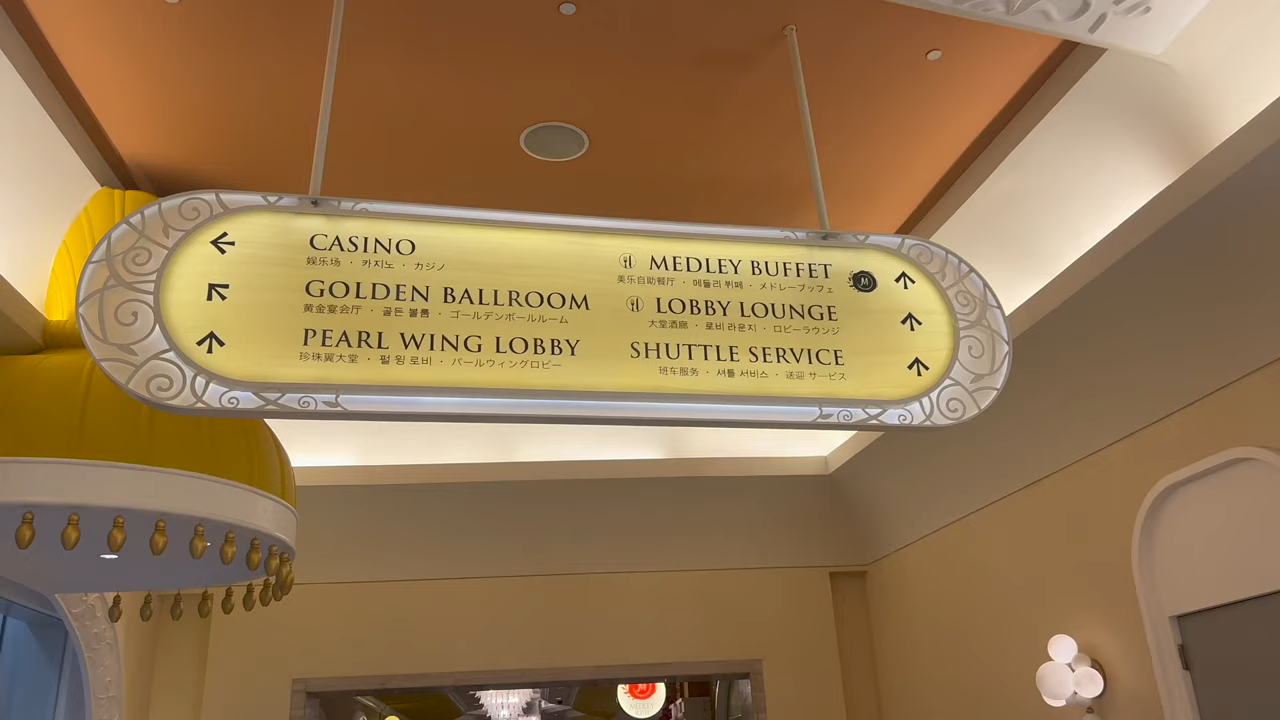 CASINO
娱乐场 · 카지노 · カジノ
GOLDEN BALLROOM
黄金宴会厅 · 골든 볼룸 · ゴールデンボールルーム
PEARL WING LOBBY
珍珠翼大堂 · 펄 윙 로비 · パールウィングロビー
MEDLEY BUFFET
美乐自助餐厅 · 메들리 뷔페 · メドレーブッフェ
M
LOBBY LOUNGE
大堂酒廊 · 로비 라운지 · ロビーラウンジ
SHUTTLE SERVICE
班车服务 · 셔틀 서비스 · 送迎 サービス
M
MEDLEY